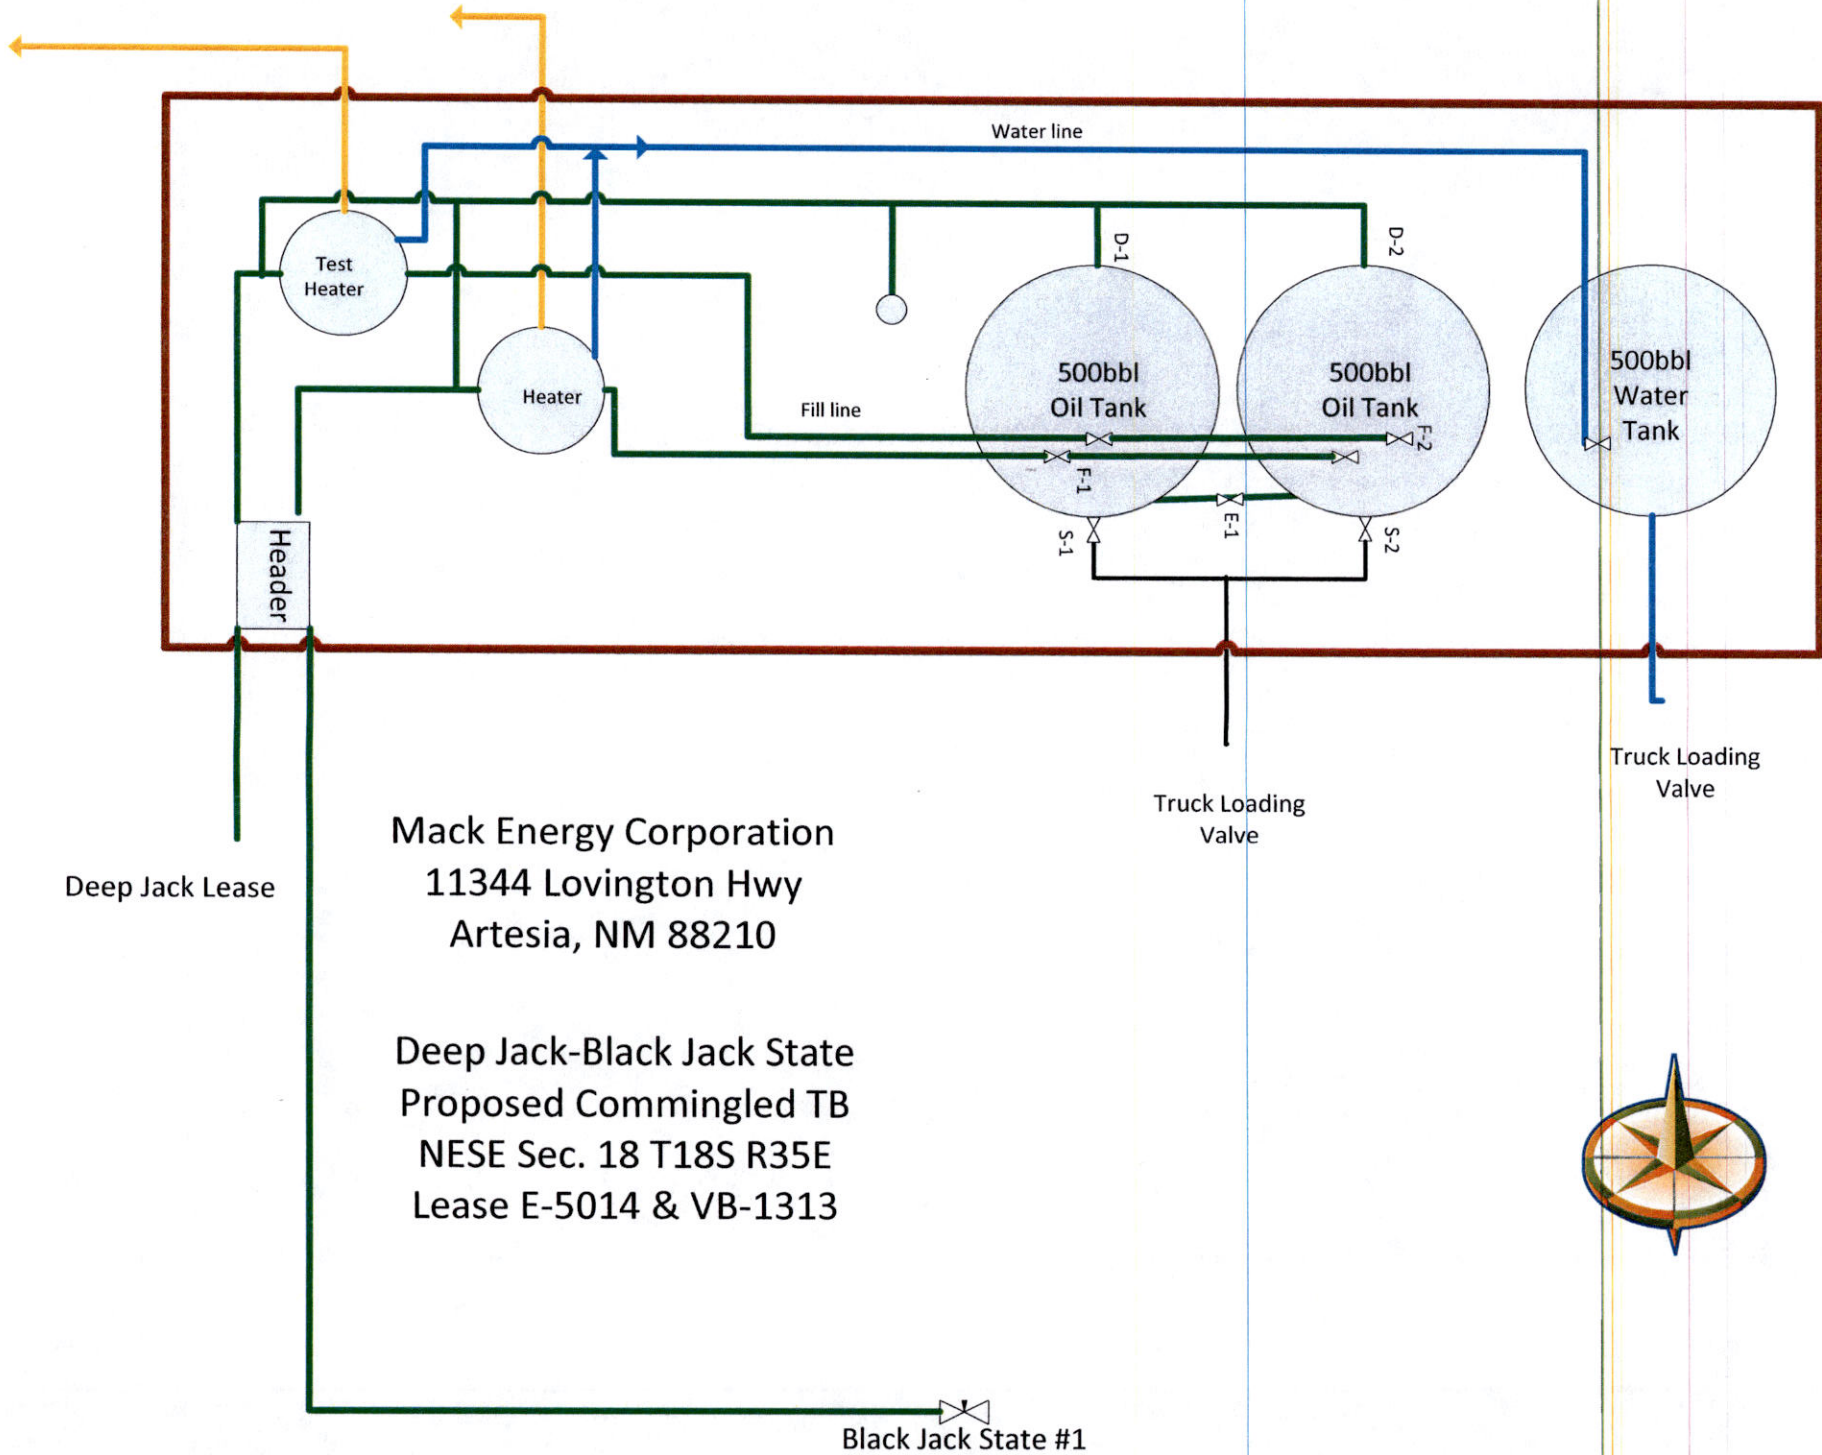 Water line
D-1
D-2
Test
Heater
500bbl
Oil Tank
500bbl
Oil Tank
500bbl
Water
Tank
Heater
Fill line
F-2
F-1
E-1
S-1
S-2
Header
Truck Loading
Valve
Truck Loading
Valve
Deep Jack Lease
Mack Energy Corporation
11344 Lovington Hwy
Artesia, NM 88210
Deep Jack-Black Jack State
Proposed Commingled TB
NESE Sec. 18 T18S R35E
Lease E-5014 & VB-1313
Black Jack State #1